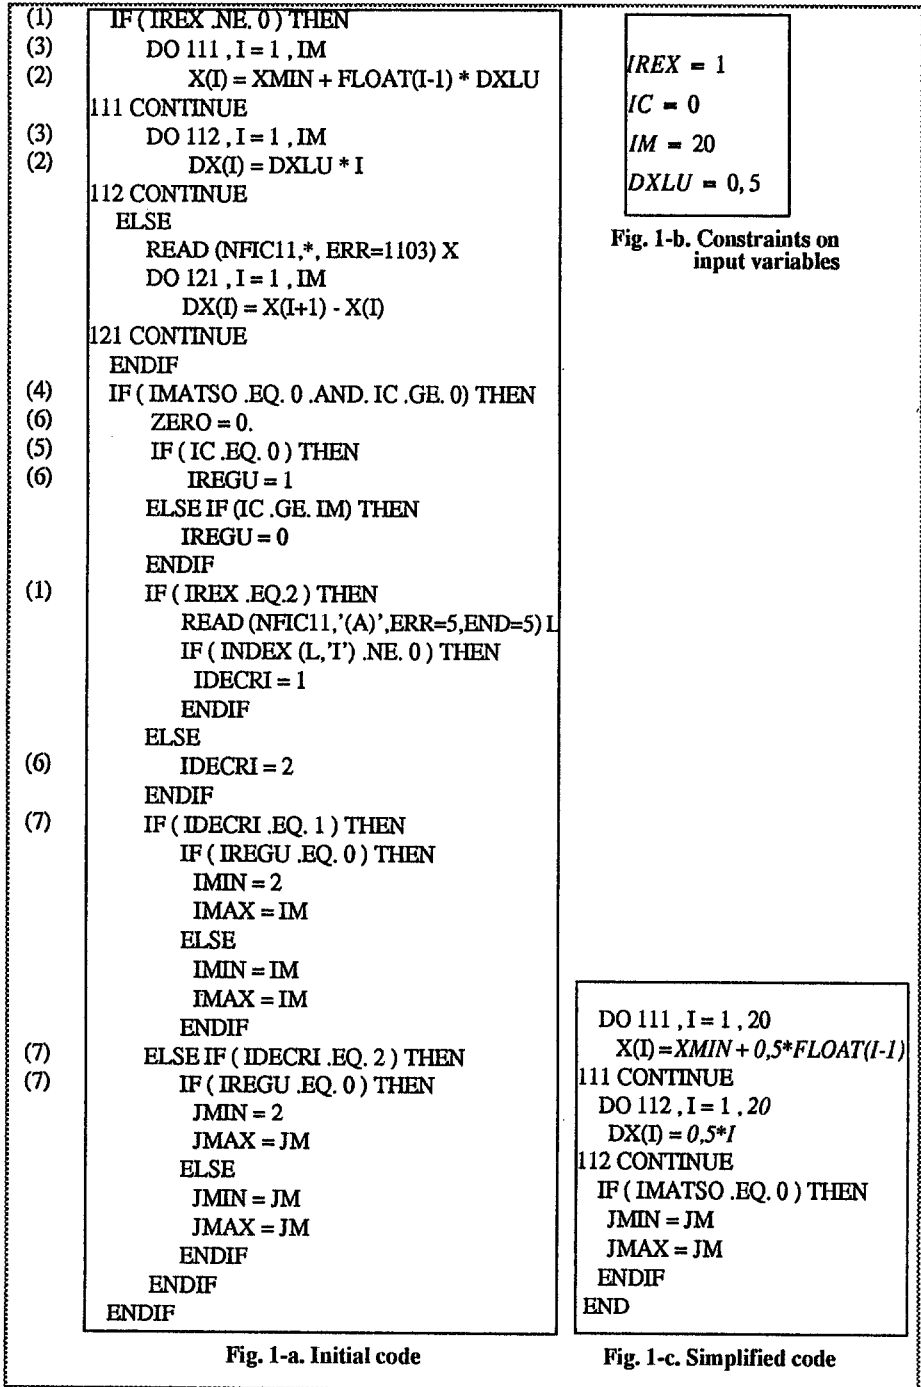 (1) IF ( IREX .NE. 0) THEN
(3) DO 111 , I = 1 , IM
(2) X(I) = XMIN + FLOAT(I-1) * DXLU
111 CONTINUE
(3) DO 112 , I = 1 , IM
(2) DX(I) = DXLU * I
112 CONTINUE
ELSE
READ (NFIC11,*, ERR=1103) X
DO 121 , I = 1 , IM
DX(I) = X(I+1) - X(I)
121 CONTINUE
ENDIF
(4) IF ( IMATSO .EQ. 0 .AND. IC .GE. 0) THEN
(6) ZERO = 0.
(5) IF ( IC .EQ. 0 ) THEN
(6) IREGU = 1
ELSE IF (IC .GE. IM) THEN
IREGU = 0
ENDIF
(1) IF ( IREX .EQ.2 ) THEN
READ (NFIC11,'(A)',ERR=5,END=5) L
IF ( INDEX (L,'I') .NE. 0 ) THEN
IDECRI = 1
ENDIF
ELSE
(6) IDECRI = 2
ENDIF
(7) IF ( IDECRI .EQ. 1 ) THEN
IF ( IREGU .EQ. 0 ) THEN
IMIN = 2
IMAX = IM
ELSE
IMIN = IM
IMAX = IM
ENDIF
(7) ELSE IF ( IDECRI .EQ. 2 ) THEN
(7) IF ( IREGU .EQ. 0 ) THEN
JMIN = 2
JMAX = JM
ELSE
JMIN = JM
JMAX = JM
ENDIF
ENDIF
ENDIF
Fig. 1-a. Initial code
IREX = 1
IC = 0
IM = 20
DXLU = 0,5
Fig. 1-b. Constraints on
input variables
DO 111 , I = 1 , 20
X(I) = XMIN + 0,5*FLOAT(I-1)
111 CONTINUE
DO 112 , I = 1 , 20
DX(I) = 0,5*I
112 CONTINUE
IF ( IMATSO .EQ. 0 ) THEN
JMIN = JM
JMAX = JM
ENDIF
END
Fig. 1-c. Simplified code